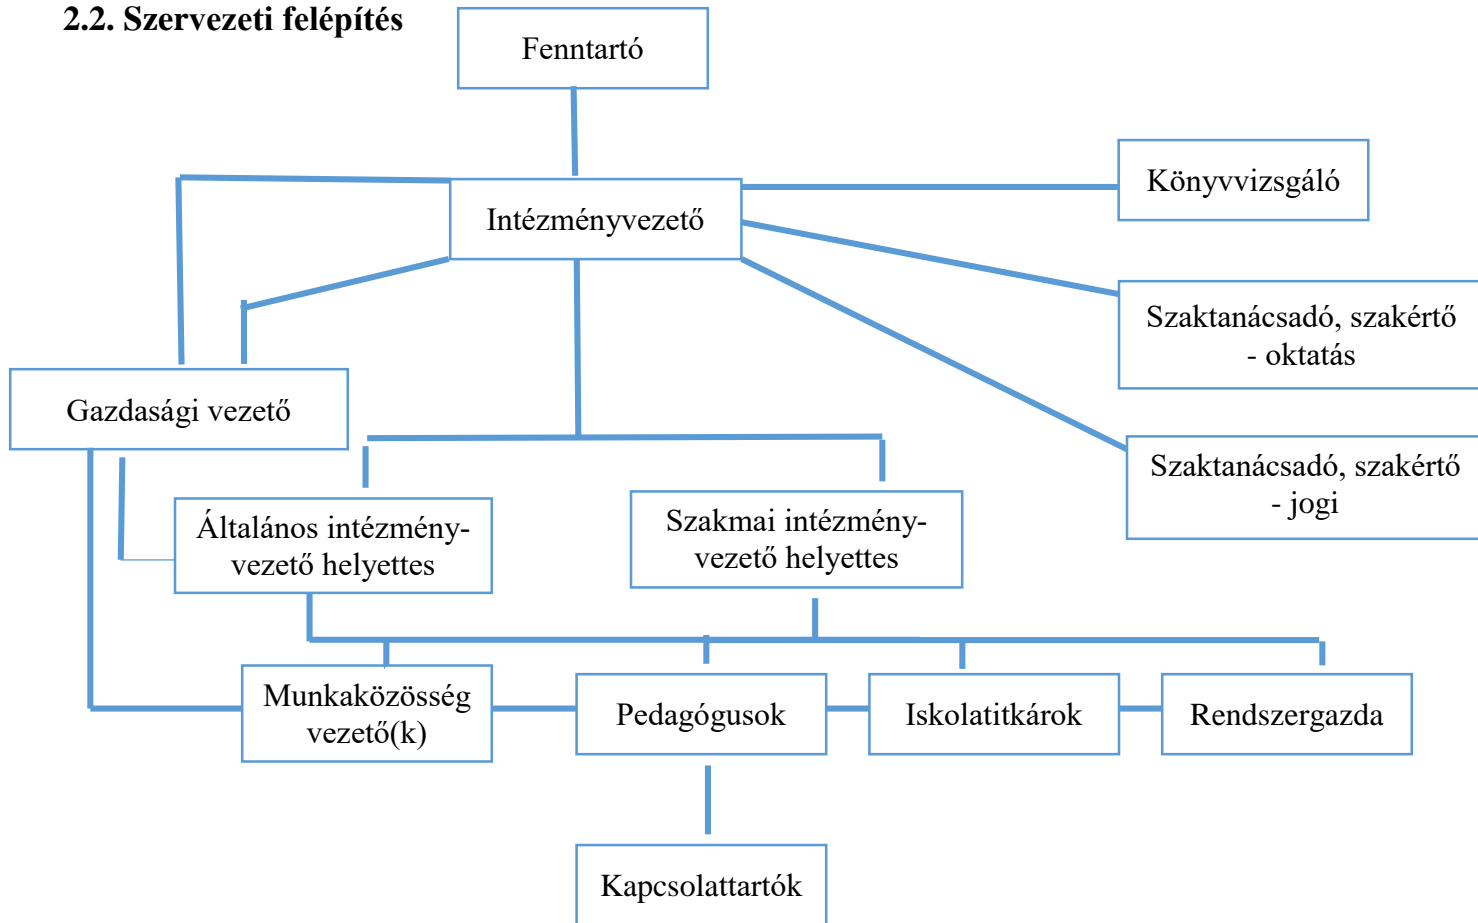 2.2. Szervezeti felépítés
Fenntartó
Könyvvizsgáló
Intézményvezető
Szaktanácsadó, szakértő
- oktatás
Gazdasági vezető
Szaktanácsadó, szakértő
- jogi
Általános intézmény-
vezető helyettes
Szakmai intézmény-
vezető helyettes
Munkaközösség
vezető(k)
Pedagógusok
Iskolatitkárok
Rendszergazda
Kapcsolattartók